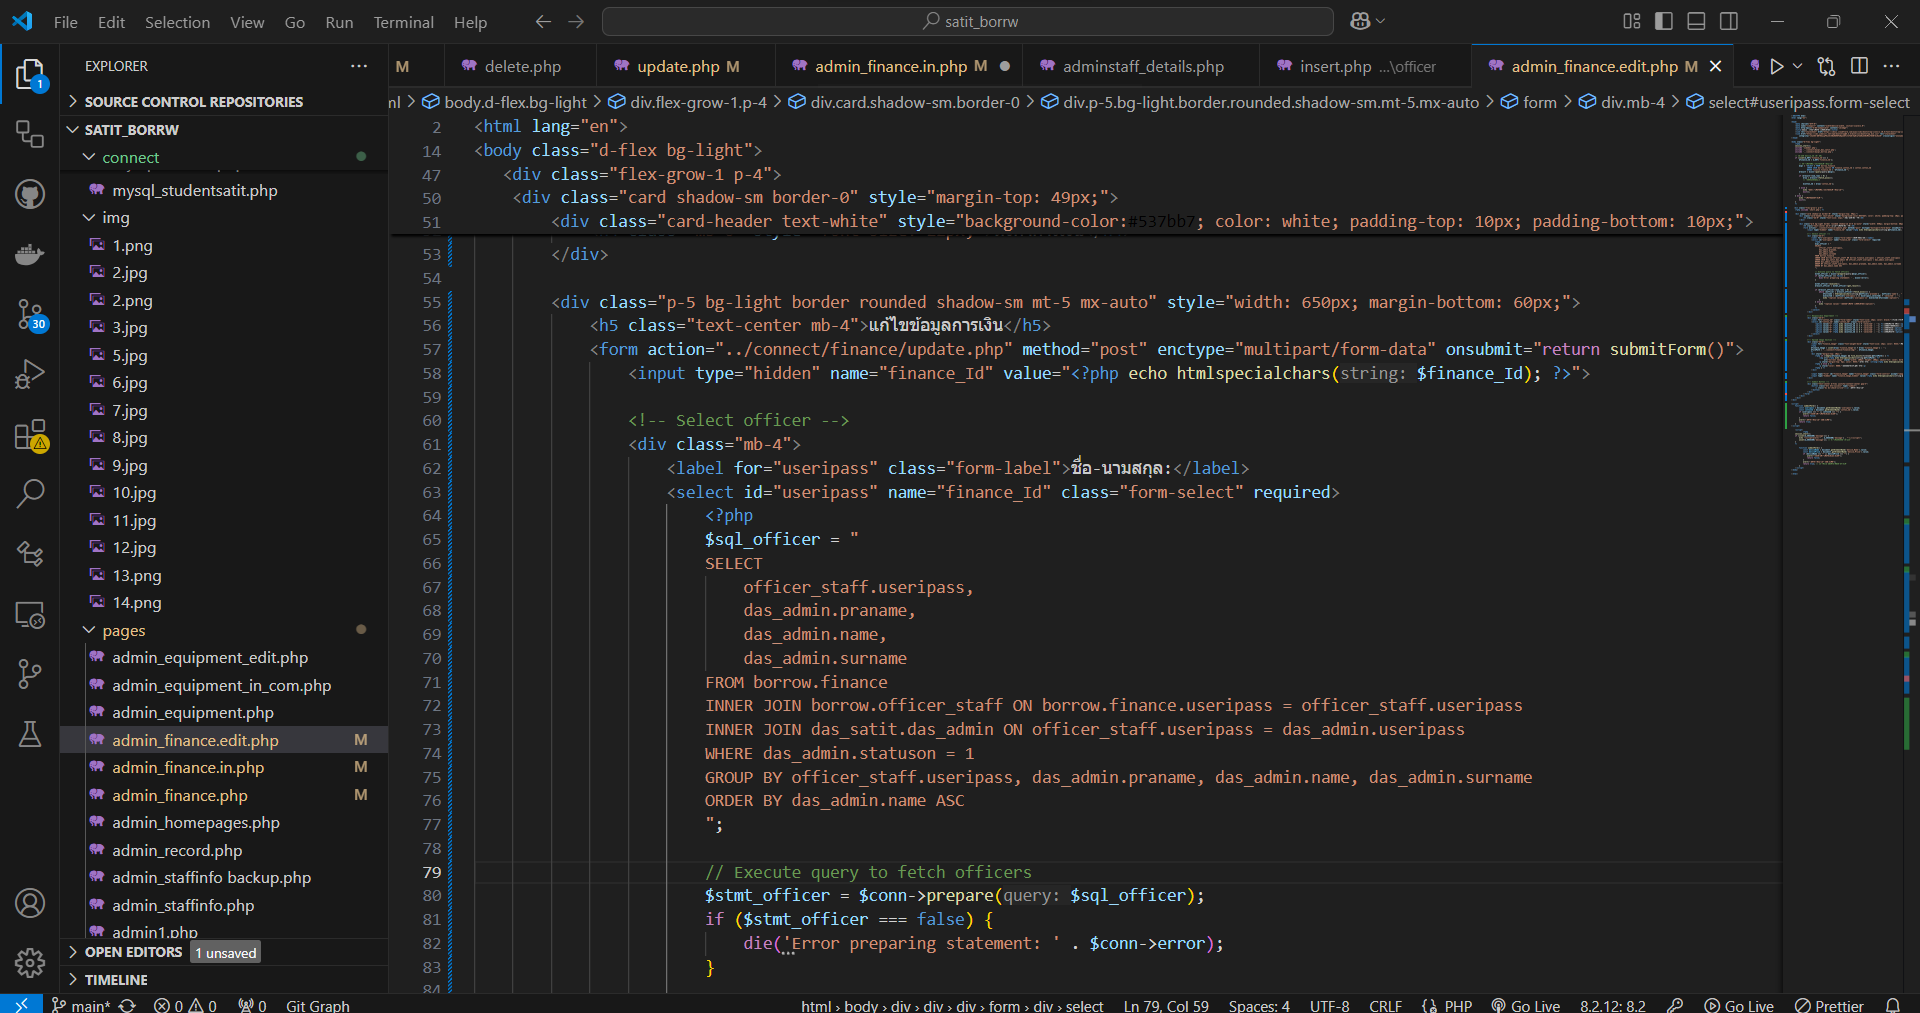 File Edit Selection View Go Run Terminal Help
satit_borrw
EXPLORER
SOURCE CONTROL REPOSITORIES
SATIT_BORRW
connect
mysql_studentsatit.php
img
1.png
2.jpg
2.png
3.jpg
5.jpg
6.jpg
7.jpg
8.jpg
9.jpg
10.jpg
11.jpg
12.jpg
13.png
14.png
pages
admin_equipment_edit.php
admin_equipment_in_com.php
admin_equipment.php
admin_finance.edit.php M
admin_finance.in.php M
admin_finance.php M
admin_homepages.php
admin_record.php
admin_staffinfo backup.php
admin_staffinfo.php
admin1.php
OPEN EDITORS 1 unsaved
TIMELINE
1
30
M delete.php update.php M admin_finance.in.php M adminstaff_details.php insert.php ...\officer admin_finance.edit.php M
ml > body.d-flex.bg-light > div.flex-grow-1.p-4 > div.card.shadow-sm.border-0 > div.p-5.bg-light.border.rounded.shadow-sm.mt-5.mx-auto > form > div.mb-4 > select#useripass.form-select
2 <html lang="en">
14 <body class="d-flex bg-light">
47 <div class="flex-grow-1 p-4">
50 <div class="card shadow-sm border-0" style="margin-top: 49px;">
51 <div class="card-header text-white" style="background-color:#537bb7; color: white; padding-top: 10px; padding-bottom: 10px;">
53 </div>
54
55 <div class="p-5 bg-light border rounded shadow-sm mt-5 mx-auto" style="width: 650px; margin-bottom: 60px;">
56 <h5 class="text-center mb-4">แก้ไขข้อมูลการเงิน</h5>
57 <form action="../connect/finance/update.php" method="post" enctype="multipart/form-data" onsubmit="return submitForm()">
58 <input type="hidden" name="finance_Id" value="<?php echo htmlspecialchars(string: $finance_Id); ?>">
59
60 <!-- Select officer -->
61 <div class="mb-4">
62 <label for="useripass" class="form-label">ชื่อ-นามสกุล:</label>
63 <select id="useripass" name="finance_Id" class="form-select" required>
64 <?php
65 $sql_officer = "
66 SELECT
67 officer_staff.useripass,
68 das_admin.praname,
69 das_admin.name,
70 das_admin.surname
71 FROM borrow.finance
72 INNER JOIN borrow.officer_staff ON borrow.finance.useripass = officer_staff.useripass
73 INNER JOIN das_satit.das_admin ON officer_staff.useripass = das_admin.useripass
74 WHERE das_admin.statuson = 1
75 GROUP BY officer_staff.useripass, das_admin.praname, das_admin.name, das_admin.surname
76 ORDER BY das_admin.name ASC
77 ";
78
79 // Execute query to fetch officers
80 $stmt_officer = $conn->prepare(query: $sql_officer);
81 if ($stmt_officer === false) {
82 die('Error preparing statement: ' . $conn->error);
83 }
84
main* 0 0 0 Git Graph html > body > div > div > div > form > div > select Ln 79, Col 59 Spaces: 4 UTF-8 CRLF {} PHP Go Live 8.2.12: 8.2 Go Live Prettier